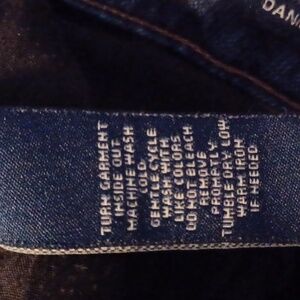 DAN
TURN GARMENT
INSIDE OUT
MACHINE WASH
COLD
GENTLE CYCLE
WASH WITH
LIKE COLORS
DO NOT BLEACH
REMOVE
PROMPTLY
TUMBLE DRY LOW
WARM IRON
IF NEEDED